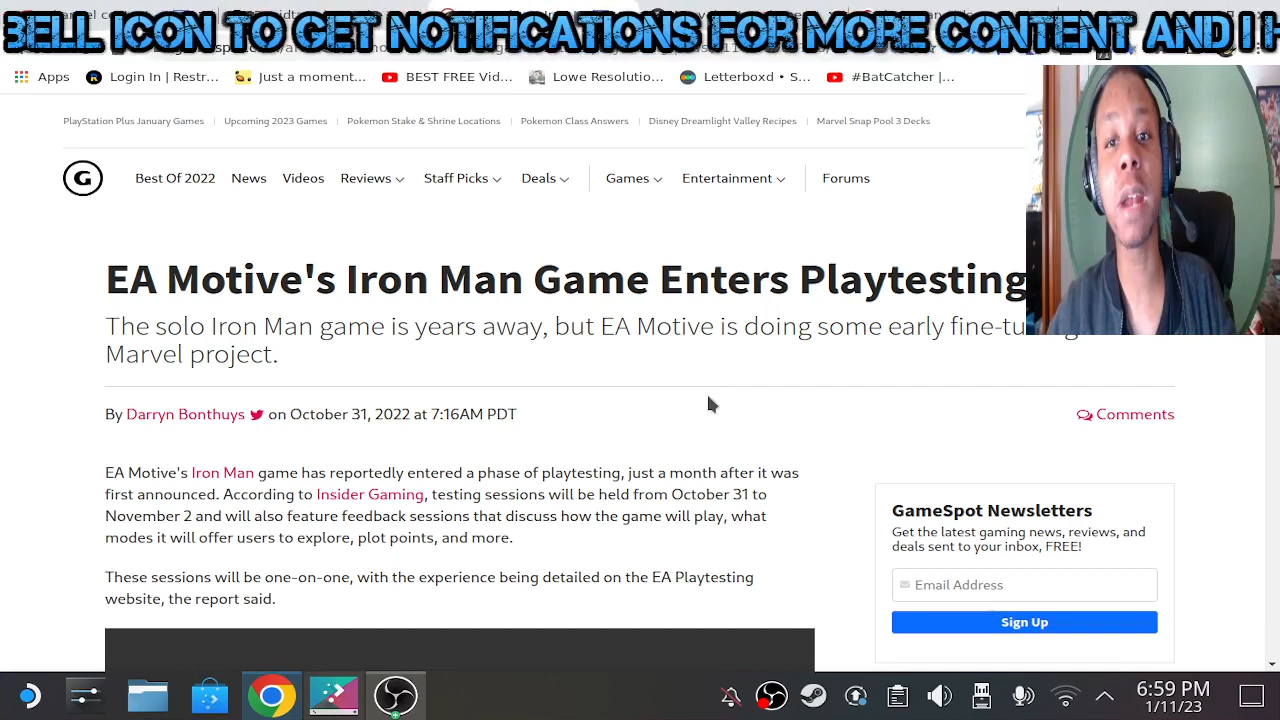 BELL ICON TO GET NOTIFICATIONS FOR MORE CONTENT AND I H
Apps
Login In | Restr...
Just a moment...
BEST FREE Vid...
Lowe Resolutio...
Lesterboxd • S...
#BatCatcher |...
PlayStation Plus January Games
Upcoming 2023 Games
Pokemon Stake & Shrine Locations
Pokemon Class Answers
Disney Dreamlight Valley Recipes
Marvel Snap Pool 3 Decks
G
Best Of 2022
News
Videos
Reviews
Staff Picks
Deals
Games
Entertainment
Forums
EA Motive's Iron Man Game Enters Playtesting
The solo Iron Man game is years away, but EA Motive is doing some early fine-tu
Marvel project.
By Darryn Bonthuys on October 31, 2022 at 7:16AM PDT
Comments
EA Motive's Iron Man game has reportedly entered a phase of playtesting, just a month after it was
first announced. According to Insider Gaming, testing sessions will be held from October 31 to
November 2 and will also feature feedback sessions that discuss how the game will play, what
modes it will offer users to explore, plot points, and more.
These sessions will be one-on-one, with the experience being detailed on the EA Playtesting
website, the report said.
GameSpot Newsletters
Get the latest gaming news, reviews, and
deals sent to your inbox, FREE!
Email Address
Sign Up
6:59 PM
1/11/23